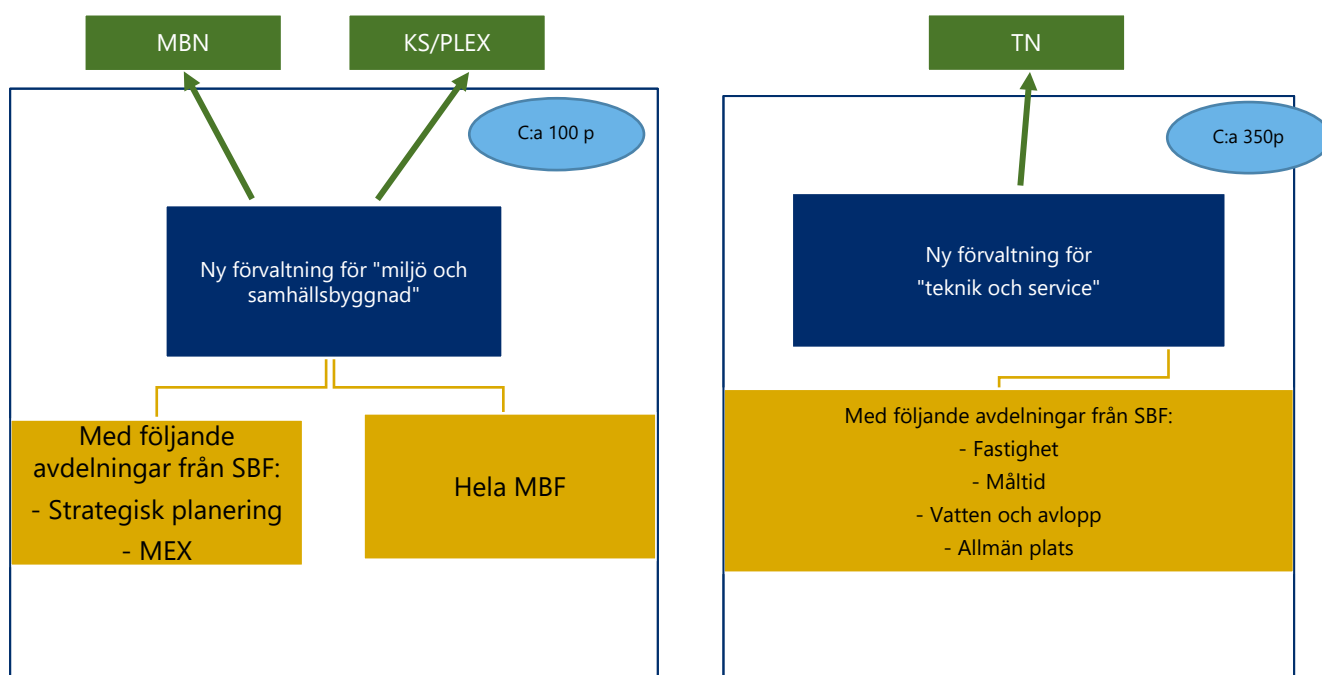 MBN
KS/PLEX
C:a 100 p
Ny förvaltning för "miljö och
samhällsbyggnad"
Med följande
avdelningar från SBF:
- Strategisk planering
- MEX
Hela MBF
TN
C:a 350p
Ny förvaltning för
"teknik och service"
Med följande avdelningar från SBF:
- Fastighet
- Måltid
- Vatten och avlopp
- Allmän plats